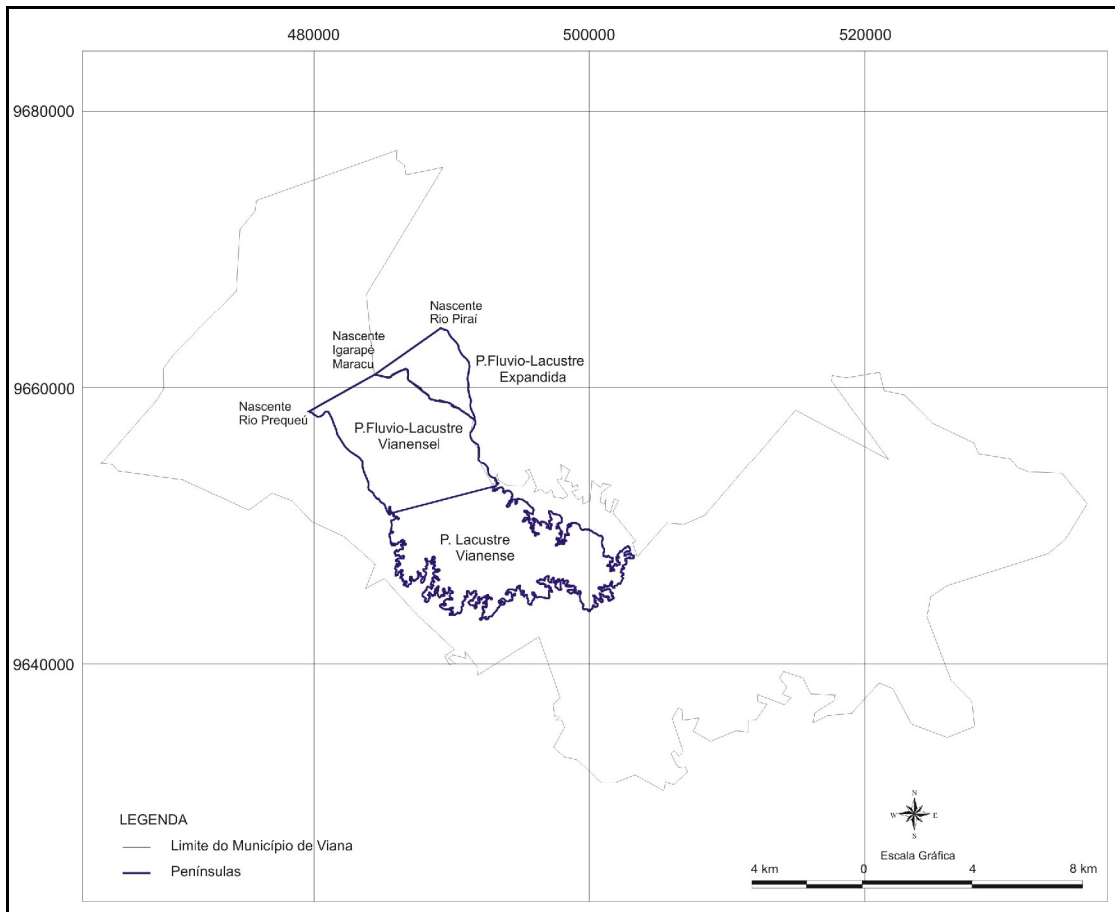 480000
500000
520000
9680000
Nascente
Rio Piraí
Nascente
Igarapé
Maracu
P.Fluvio-Lacustre
Expandida
9660000
Nascente
Rio Prequeú
P.Fluvio-Lacustre
Vianensel
P. Lacustre
Vianense
9640000
LEGENDA
Limite do Município de Viana
Penínsulas
N
W
E
S
Escala Gráfica
4 km
0
4
8 km